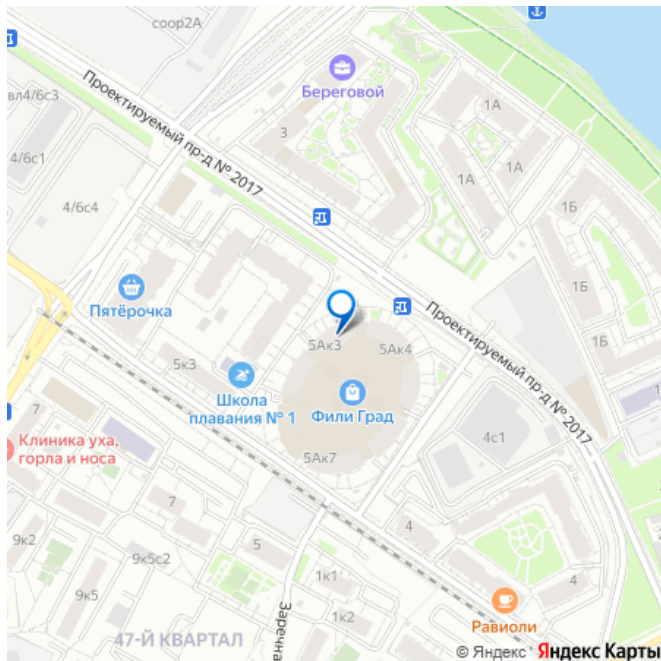 соор2А
вл4/6с3
Проектируемый пр-д № 2017
Береговой
3
1А
1А
1А
4/6с1
4/6с4
1Б
1Б
1Б
Пятёрочка
5Ак3
5Ак4
Проектируемый пр-д № 2017
5к3
Школа
плавания № 1
Фили Град
7
Клиника уха,
горла и носа
4с1
5Ак7
7
9к2
5
4
9к5с2
1к1
4
9к5
1к2
Заречна
Равиоли
47-Й КВАРТАЛ
© Яндекс Яндекс Карты